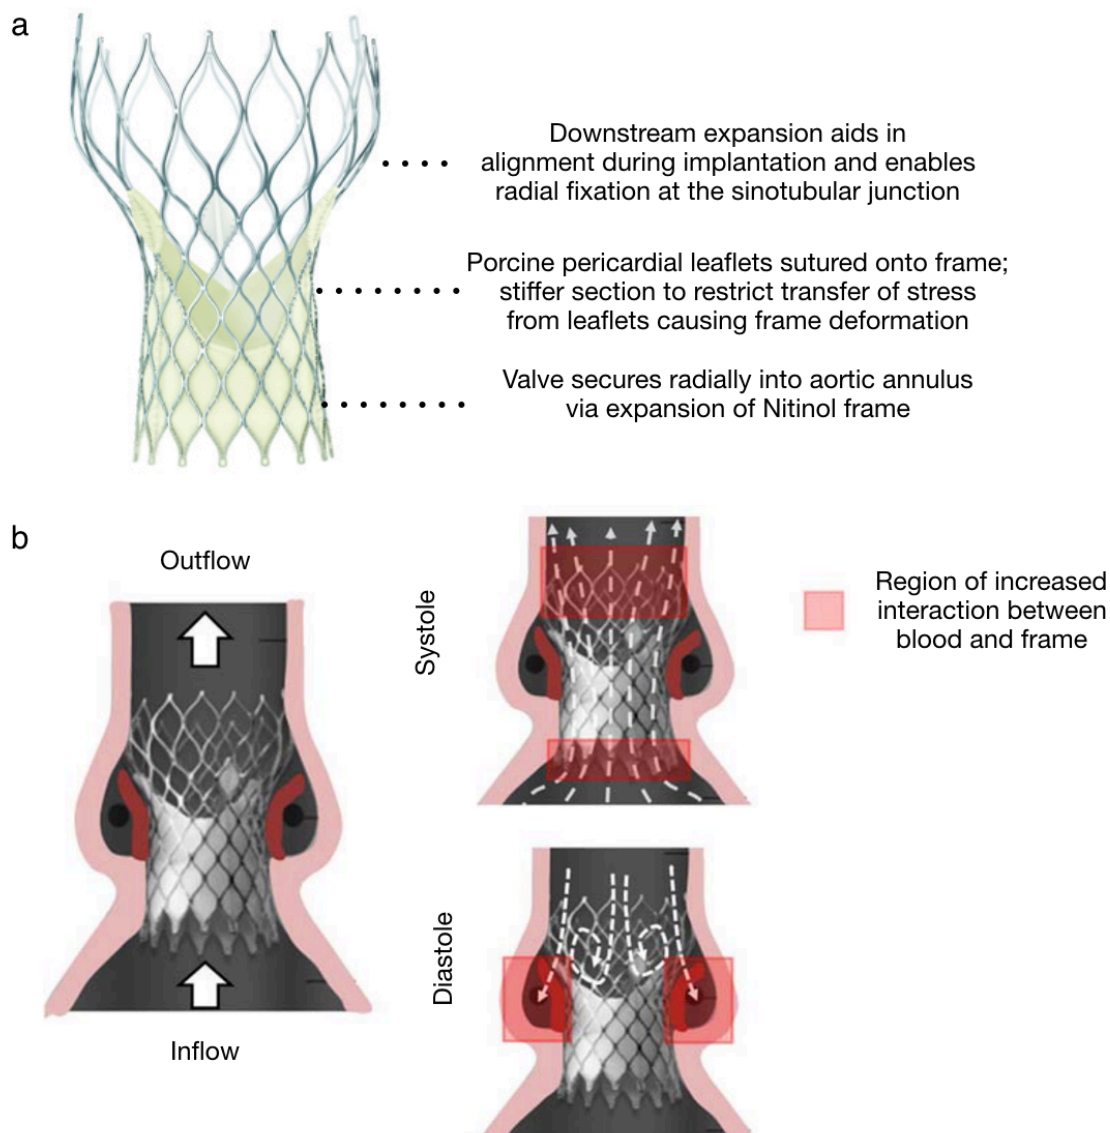 a
Downstream expansion aids in
alignment during implantation and enables
radial fixation at the sinotubular junction
Porcine pericardial leaflets sutured onto frame;
stiffer section to restrict transfer of stress
from leaflets causing frame deformation
Valve secures radially into aortic annulus
via expansion of Nitinol frame
b
Outflow
Inflow
Systole
Diastole
Region of increased
interaction between
blood and frame